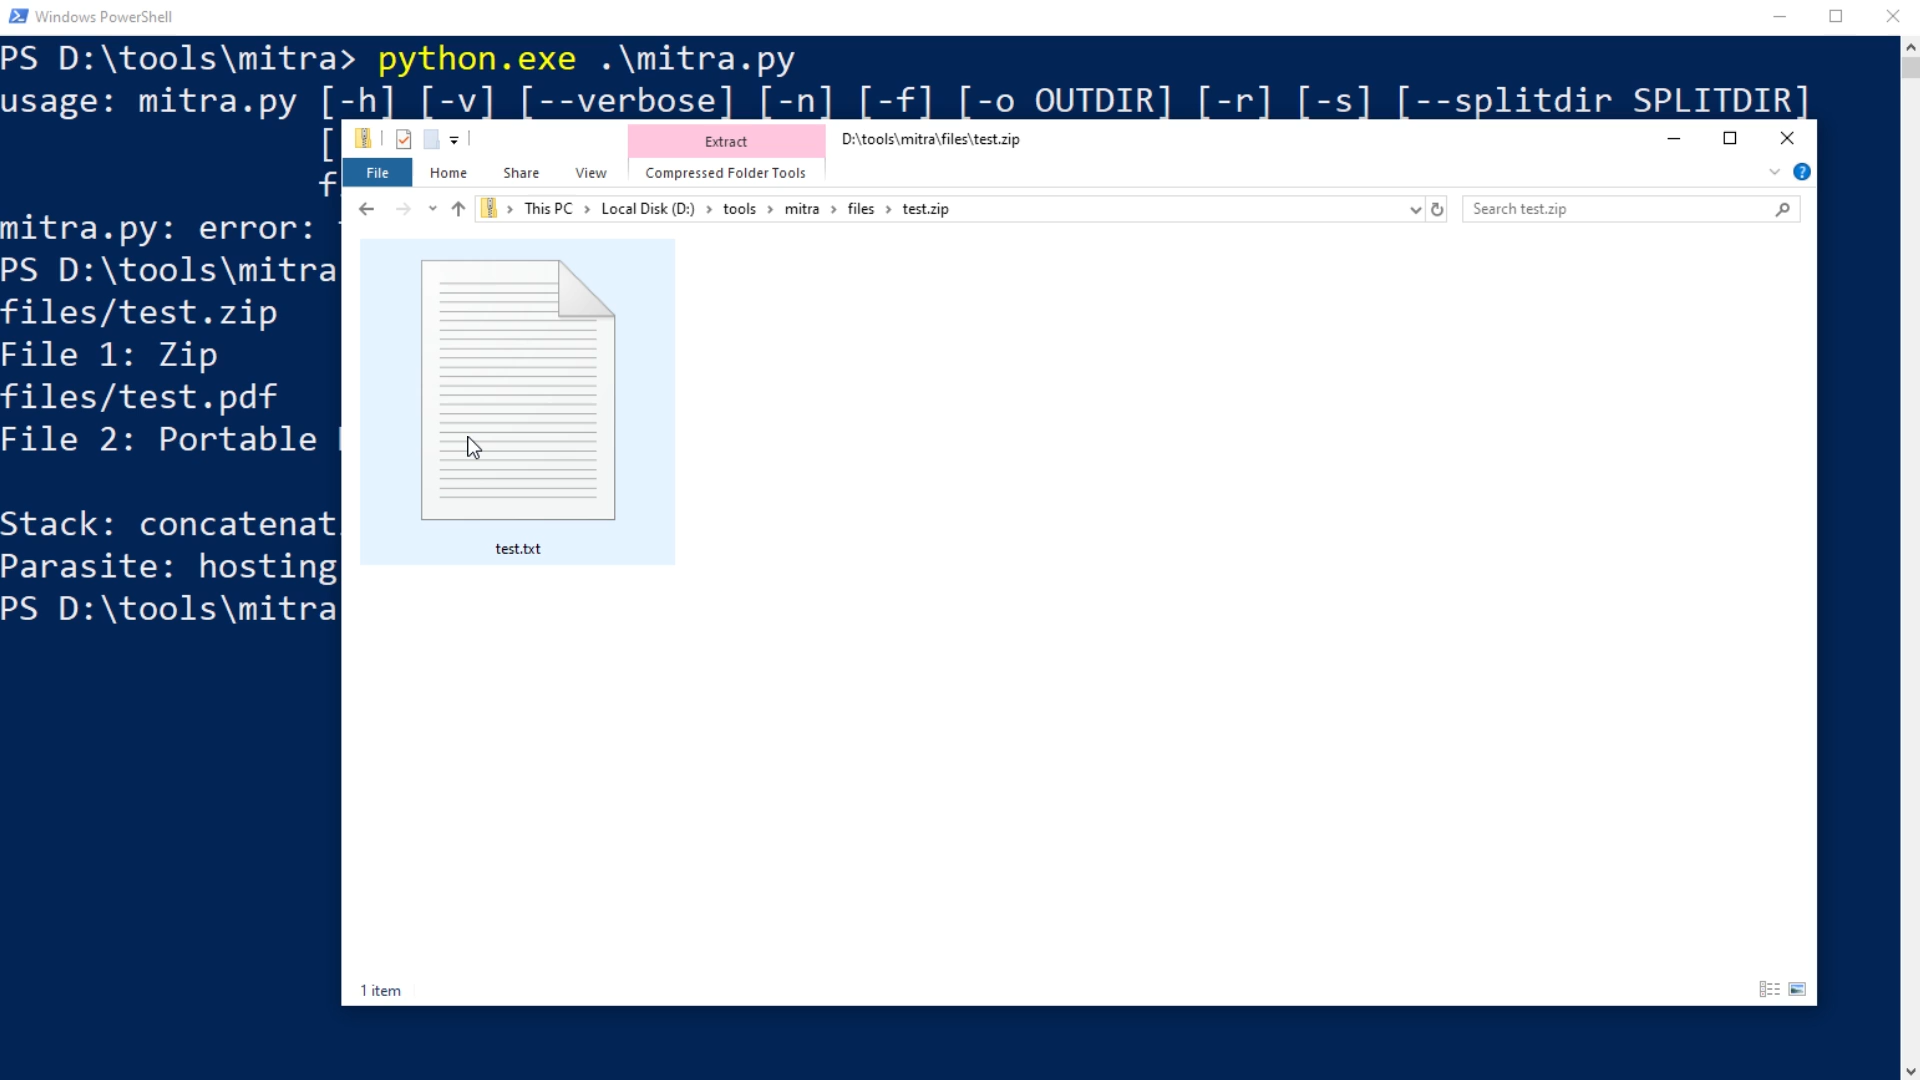 Windows PowerShell
PS D:\tools\mitra> python.exe .\mitra.py
usage: mitra.py [-h] [-v] [--verbose] [-n] [-f] [-o OUTDIR] [-r] [-s] [--splitdir SPLITDIR]
[
f
mitra.py: error:
PS D:\tools\mitra
files/test.zip
File 1: Zip
files/test.pdf
File 2: Portable
Stack: concatenat
Parasite: hosting
PS D:\tools\mitra
Extract
D:\tools\mitra\files\test.zip
File Home Share View Compressed Folder Tools
This PC > Local Disk (D:) > tools > mitra > files > test.zip
Search test.zip
test.txt
1 item